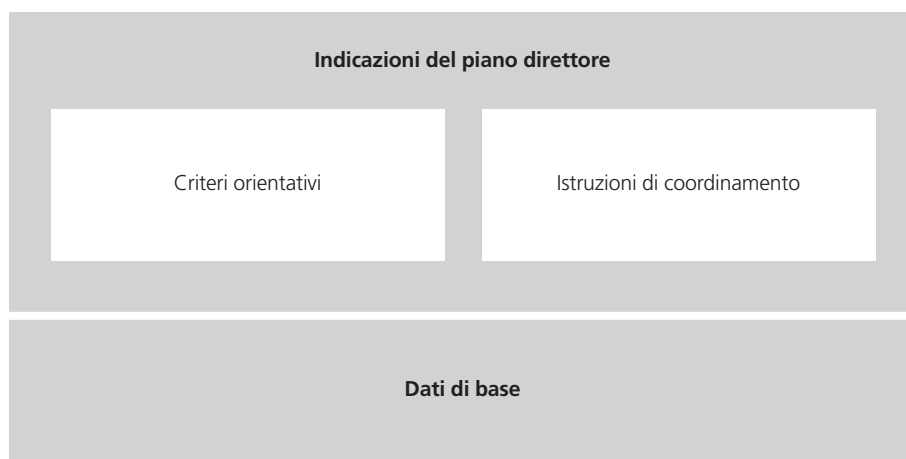 Indicazioni del piano direttore
Criteri orientativi
Istruzioni di coordinamento
Dati di base